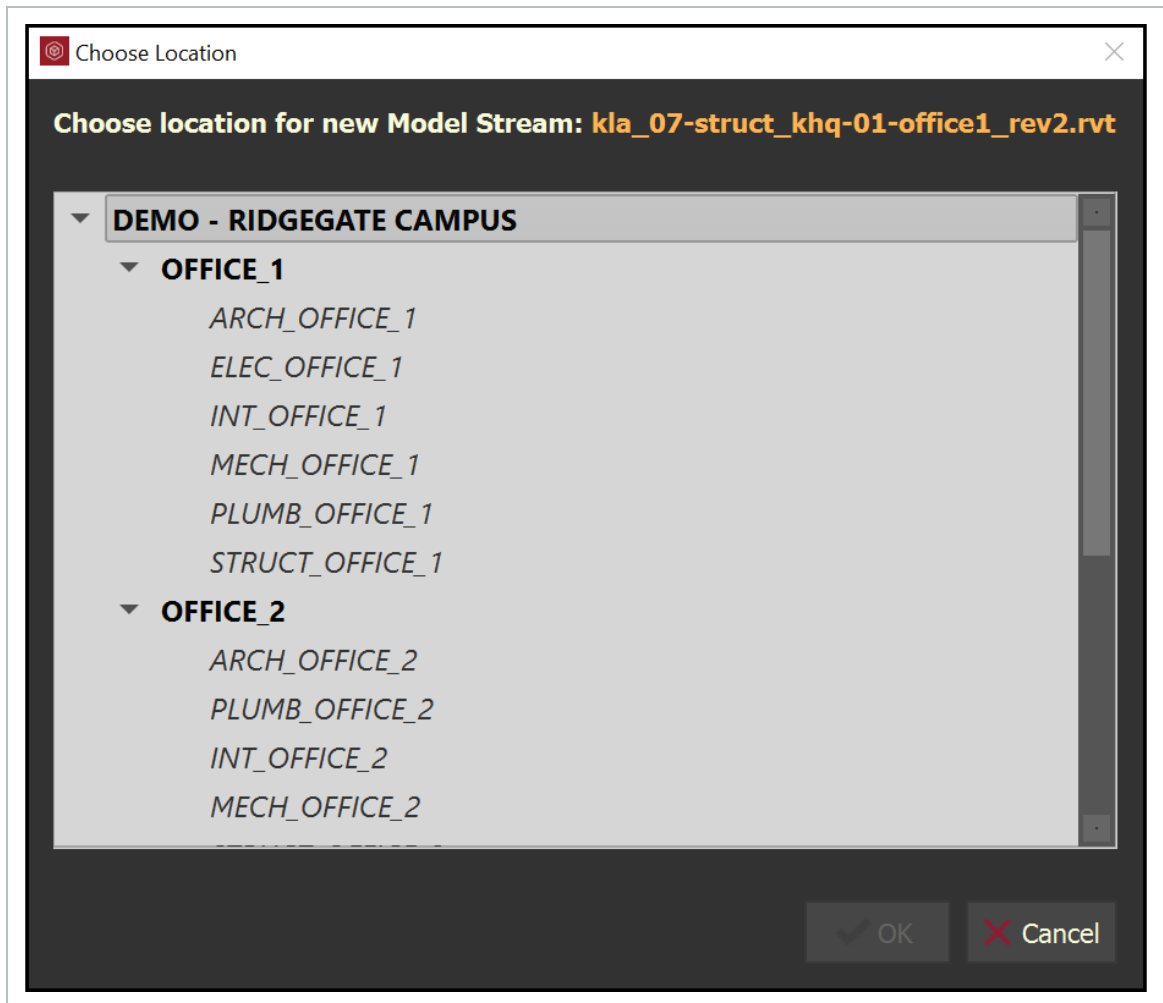 Choose Location
Choose location for new Model Stream: kla_07-struct_khq-01-office1_rev2.rvt
DEMO - RIDGEGATE CAMPUS
OFFICE_1
ARCH_OFFICE_1
ELEC_OFFICE_1
INT_OFFICE_1
MECH_OFFICE_1
PLUMB_OFFICE_1
STRUCT_OFFICE_1
OFFICE_2
ARCH_OFFICE_2
PLUMB_OFFICE_2
INT_OFFICE_2
MECH_OFFICE_2
OK
Cancel